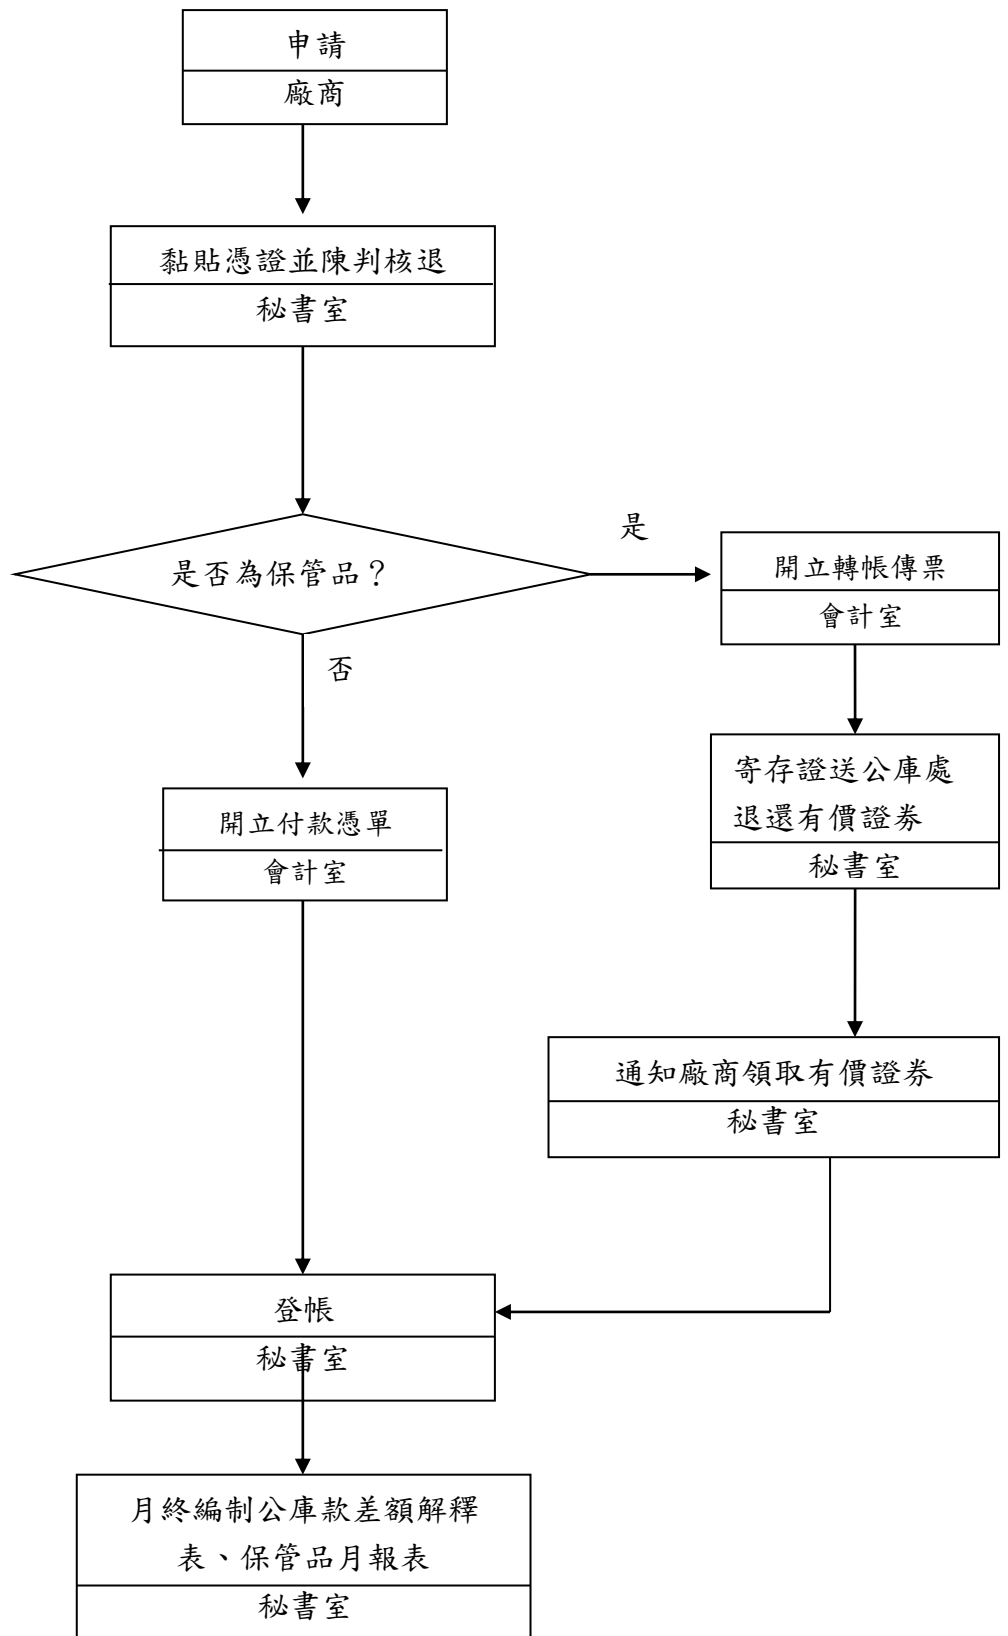 申請
廠商
黏貼憑證並陳判核退
秘書室
是否為保管品？
是
開立轉帳傳票
會計室
否
寄存證送公庫處
退還有價證券
秘書室
開立付款憑單
會計室
通知廠商領取有價證券
秘書室
登帳
秘書室
月終編制公庫款差額解釋
表、保管品月報表
秘書室